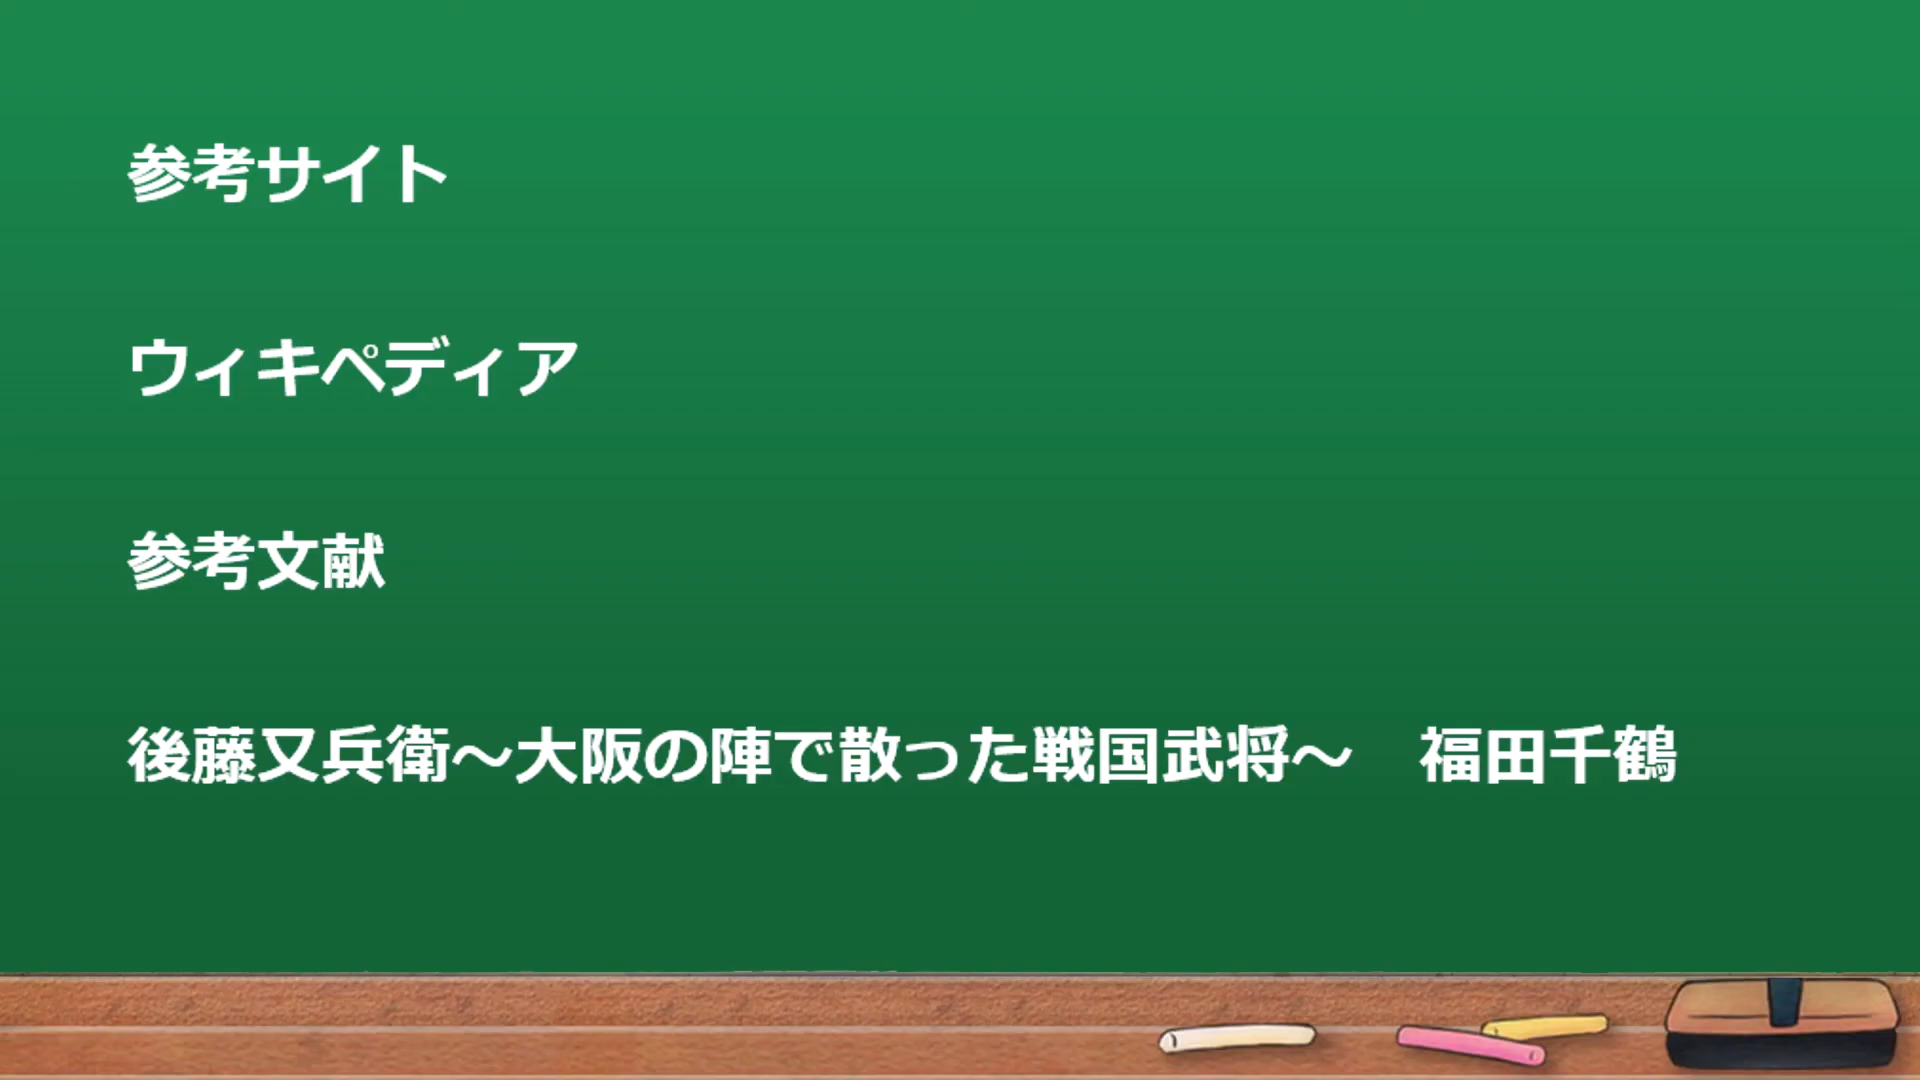 参考サイト
ウィキペディア
参考文献
後藤又兵衛～大阪の陣で散った戦国武将～　福田千鶴